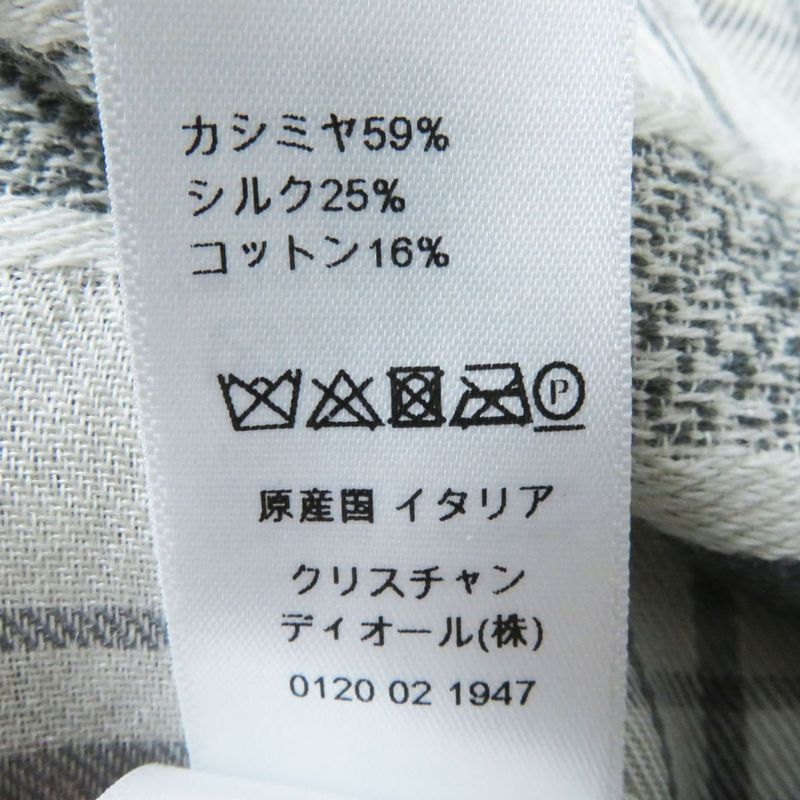 カシミヤ59%
シルク25%
コットン16%
P
原産国 イタリア
クリスチャン
ディオール(株)
0120 02 1947